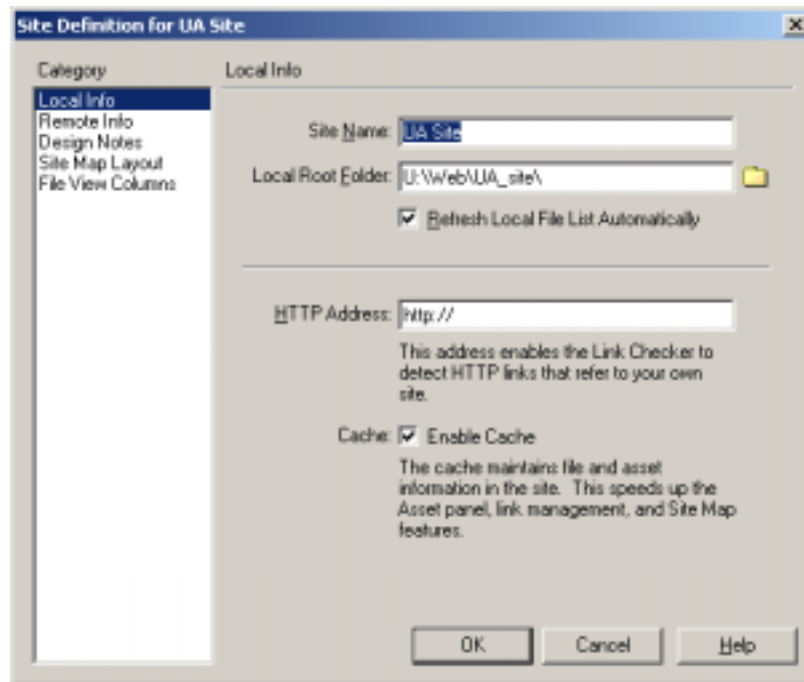 Site Definition for UA Site
Category
Local Info
Remote Info
Design Notes
Site Map Layout
File View Columns
Local Info
Site Name: UA Site
Local Root Folder: U:\Web\UA_site\
Refresh Local File List Automatically
HTTP Address: http://
This address enables the Link Checker to
detect HTTP links that refer to your own
site.
Cache: Enable Cache
The cache maintains file and asset
information in the site. This speeds up the
Asset panel, link management, and Site Map
features.
OK Cancel Help